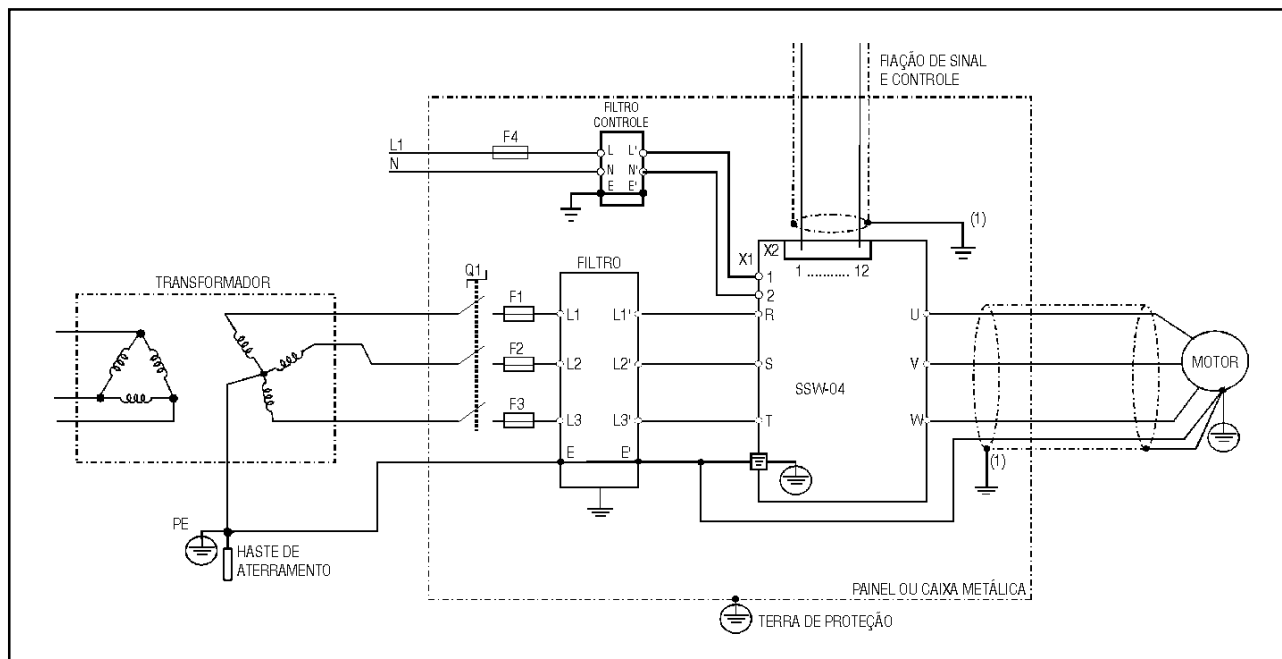 FIAÇÃO DE SINAL
E CONTROLE
FILTRO
CONTROLE
L1
F4
L
L'
N
N
N'
E
E'
(1)
X1
X2
1 ........... 12
TRANSFORMADOR
Q1
FILTRO
1
2
F1
L1
L1'
R
U
F2
L2
L2'
S
V
MOTOR
SSW-04
F3
L3
L3'
T
W
E
E'
(1)
PE
HASTE DE
ATERRAMENTO
PAINEL OU CAIXA METÁLICA
TERRA DE PROTEÇÃO